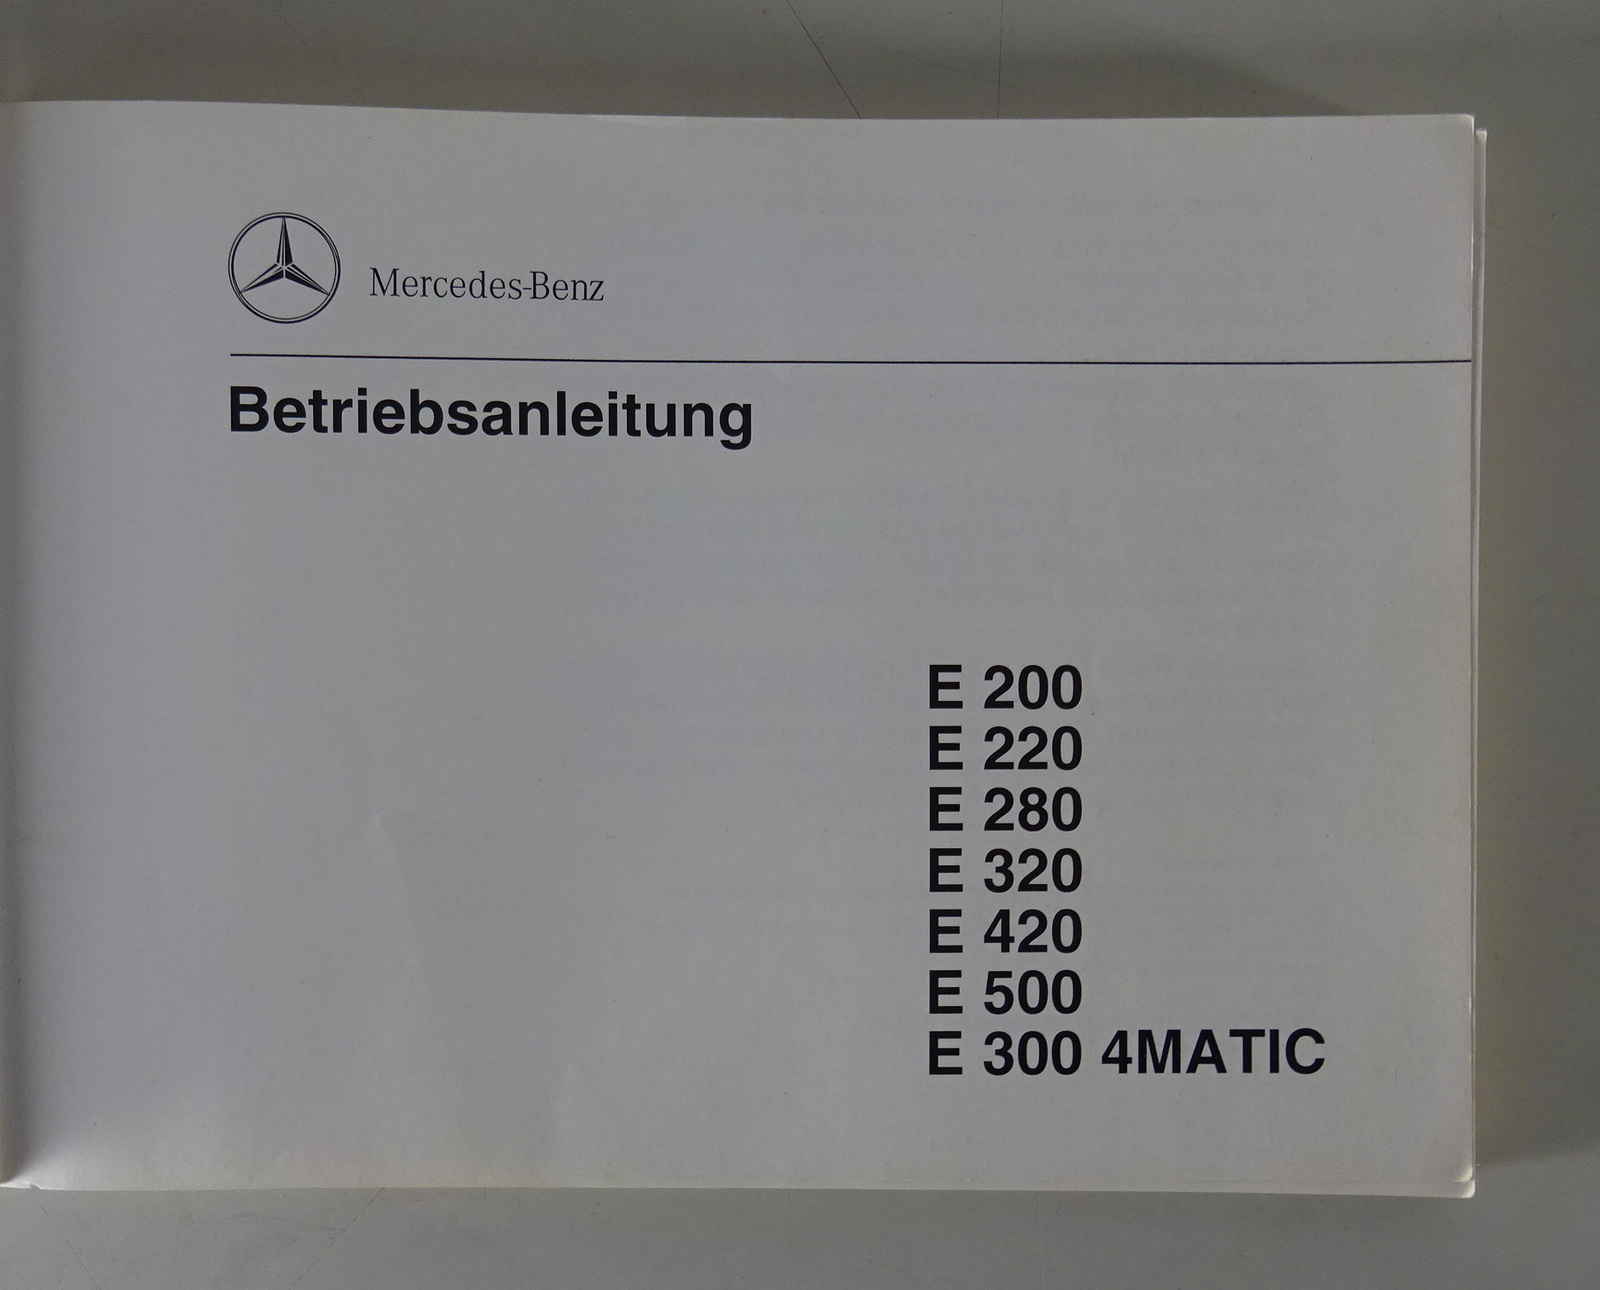 Mercedes-Benz
Betriebsanleitung
E 200
E 220
E 280
E 320
E 420
E 500
E 300 4MATIC